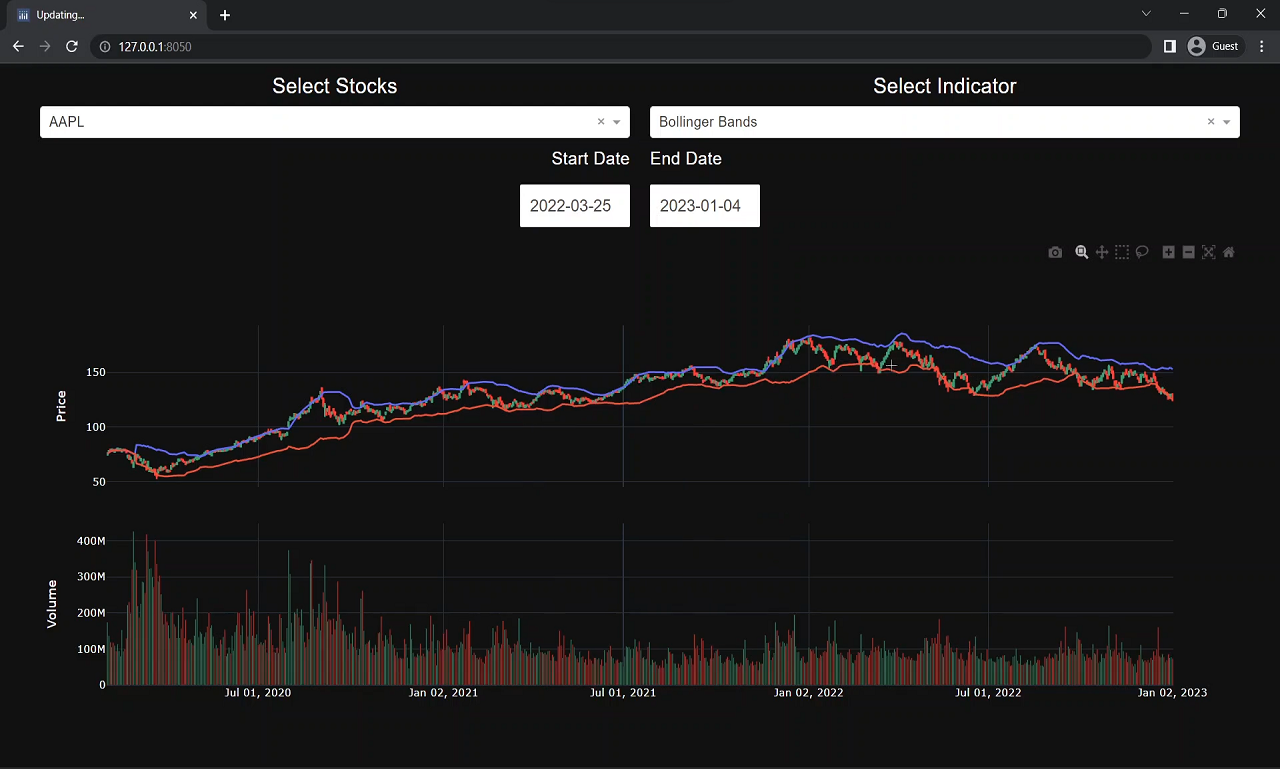 Updating...
127.0.0.1:8050
Guest
Select Stocks
Select Indicator
AAPL
Bollinger Bands
Start Date
End Date
2022-03-25
2023-01-04
150
100
50
Price
400M
300M
200M
100M
0
Volume
Jul 01, 2020
Jan 02, 2021
Jul 01, 2021
Jan 02, 2022
Jul 01, 2022
Jan 02, 2023